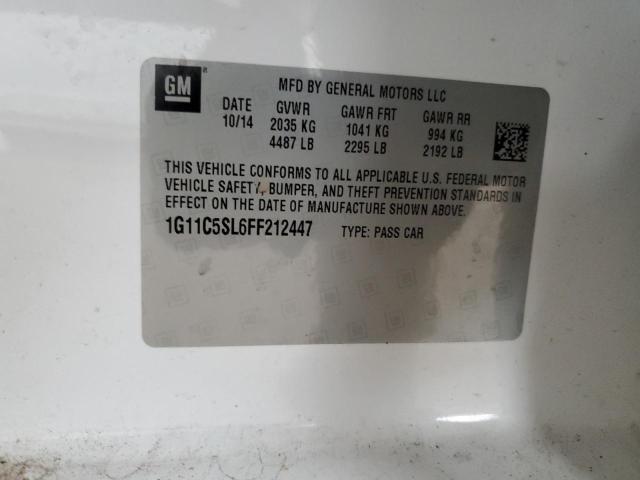 GM
MFD BY GENERAL MOTORS LLC
DATE GVWR GAWR FRT GAWR RR
10/14 2035 KG 1041 KG 994 KG
4487 LB 2295 LB 2192 LB
THIS VEHICLE CONFORMS TO ALL APPLICABLE U.S. FEDERAL MOTOR
VEHICLE SAFETY, BUMPER, AND THEFT PREVENTION STANDARDS IN
EFFECT ON THE DATE OF MANUFACTURE SHOWN ABOVE.
1G11C5SL6FF212447 TYPE: PASS CAR